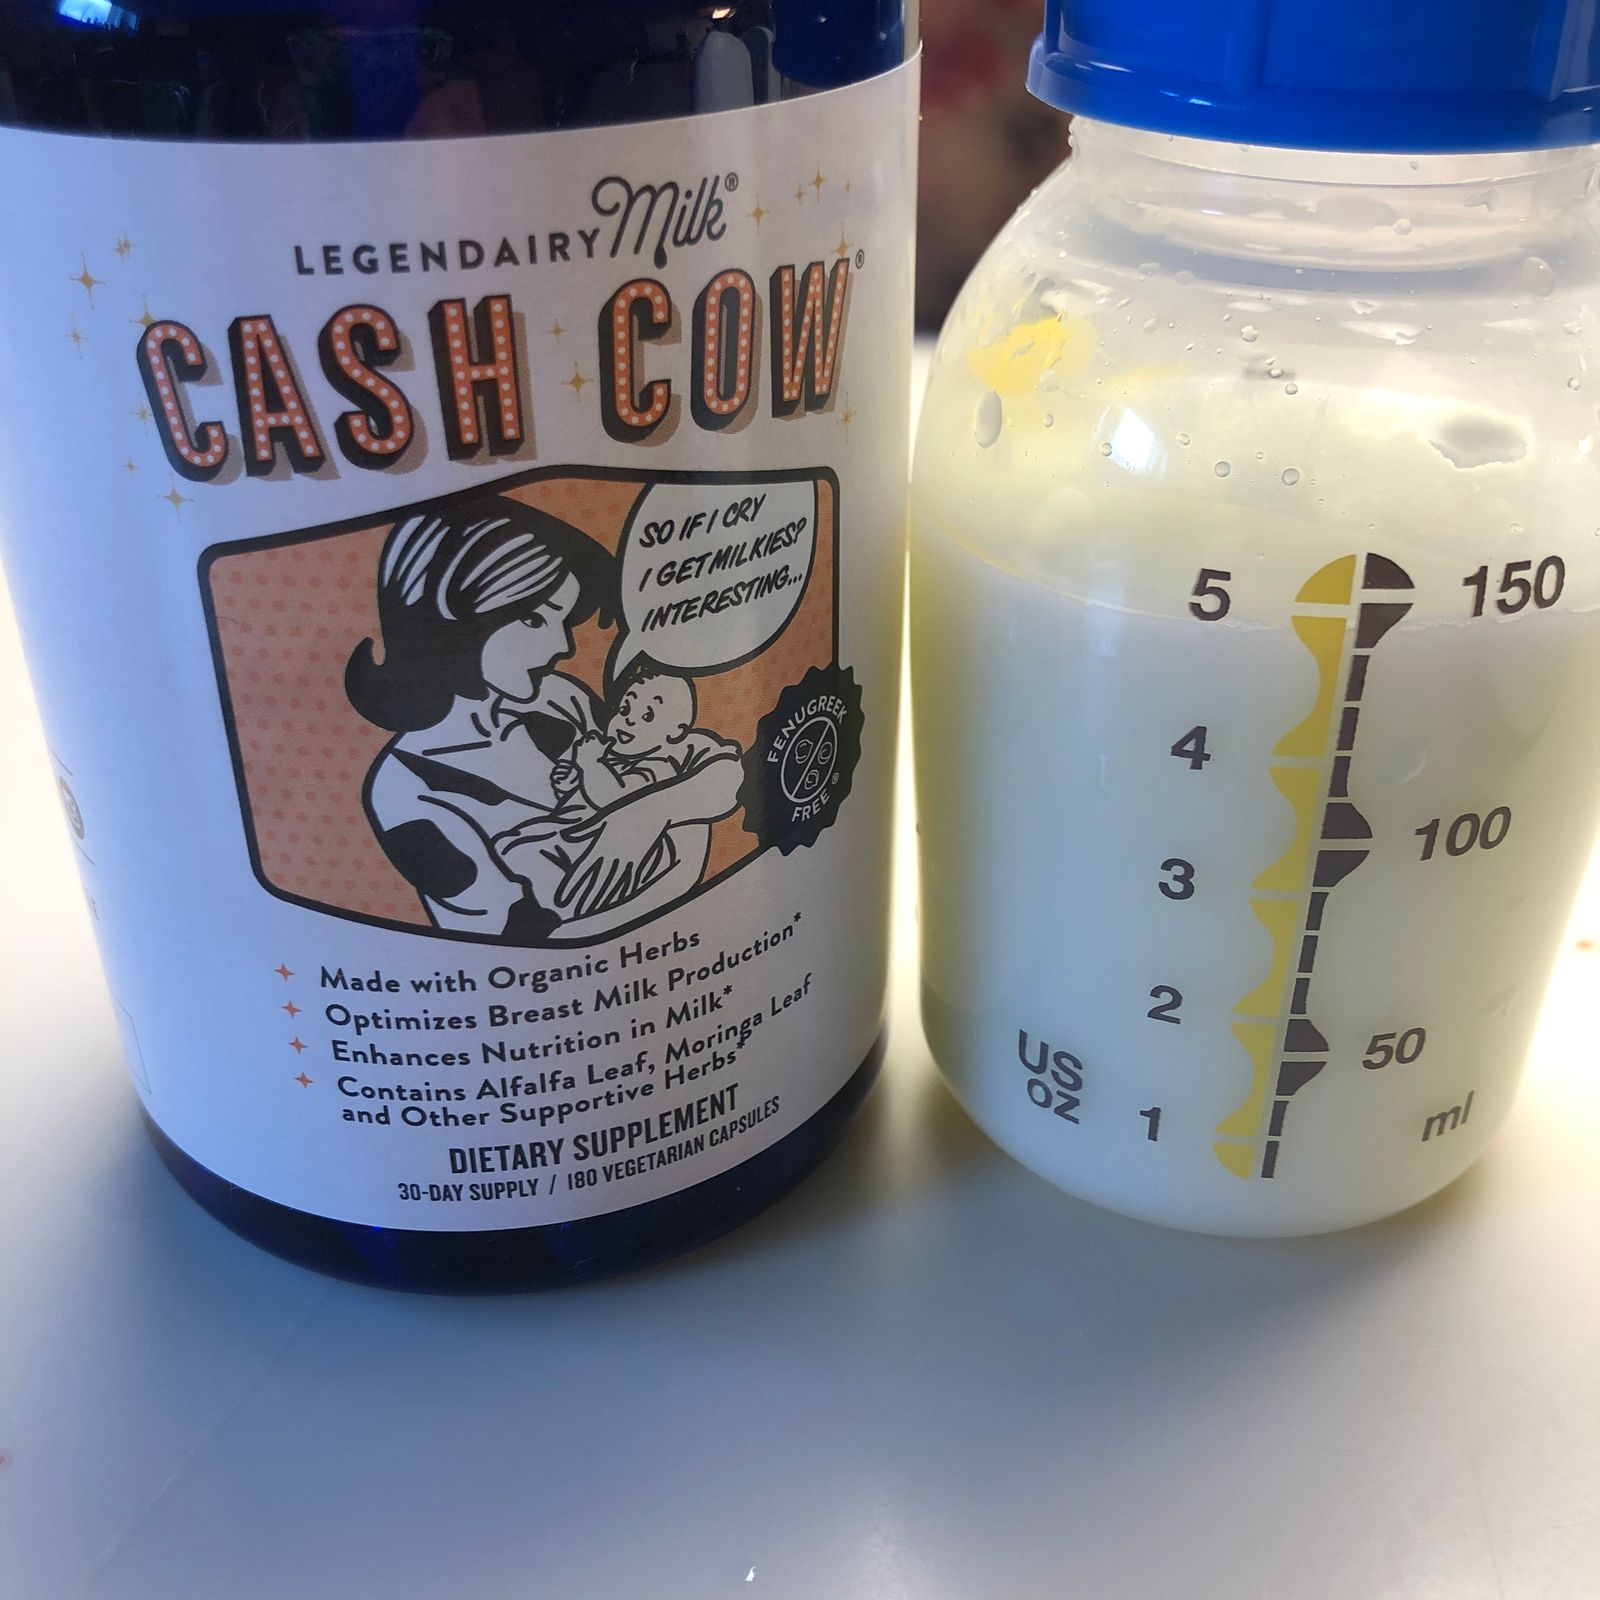 LEGENDAIRY Milk®
CASH COW®
SO IF I CRY
I GET MILKIES?
INTERESTING...
FENUGREEK
FREE ®
Made with Organic Herbs
Optimizes Breast Milk Production*
Enhances Nutrition in Milk*
Contains Alfalfa Leaf, Moringa Leaf
and Other Supportive Herbs*
DIETARY SUPPLEMENT
30-DAY SUPPLY / 180 VEGETARIAN CAPSULES
5 150
4
100
3
2
50
US
OZ
1
ml